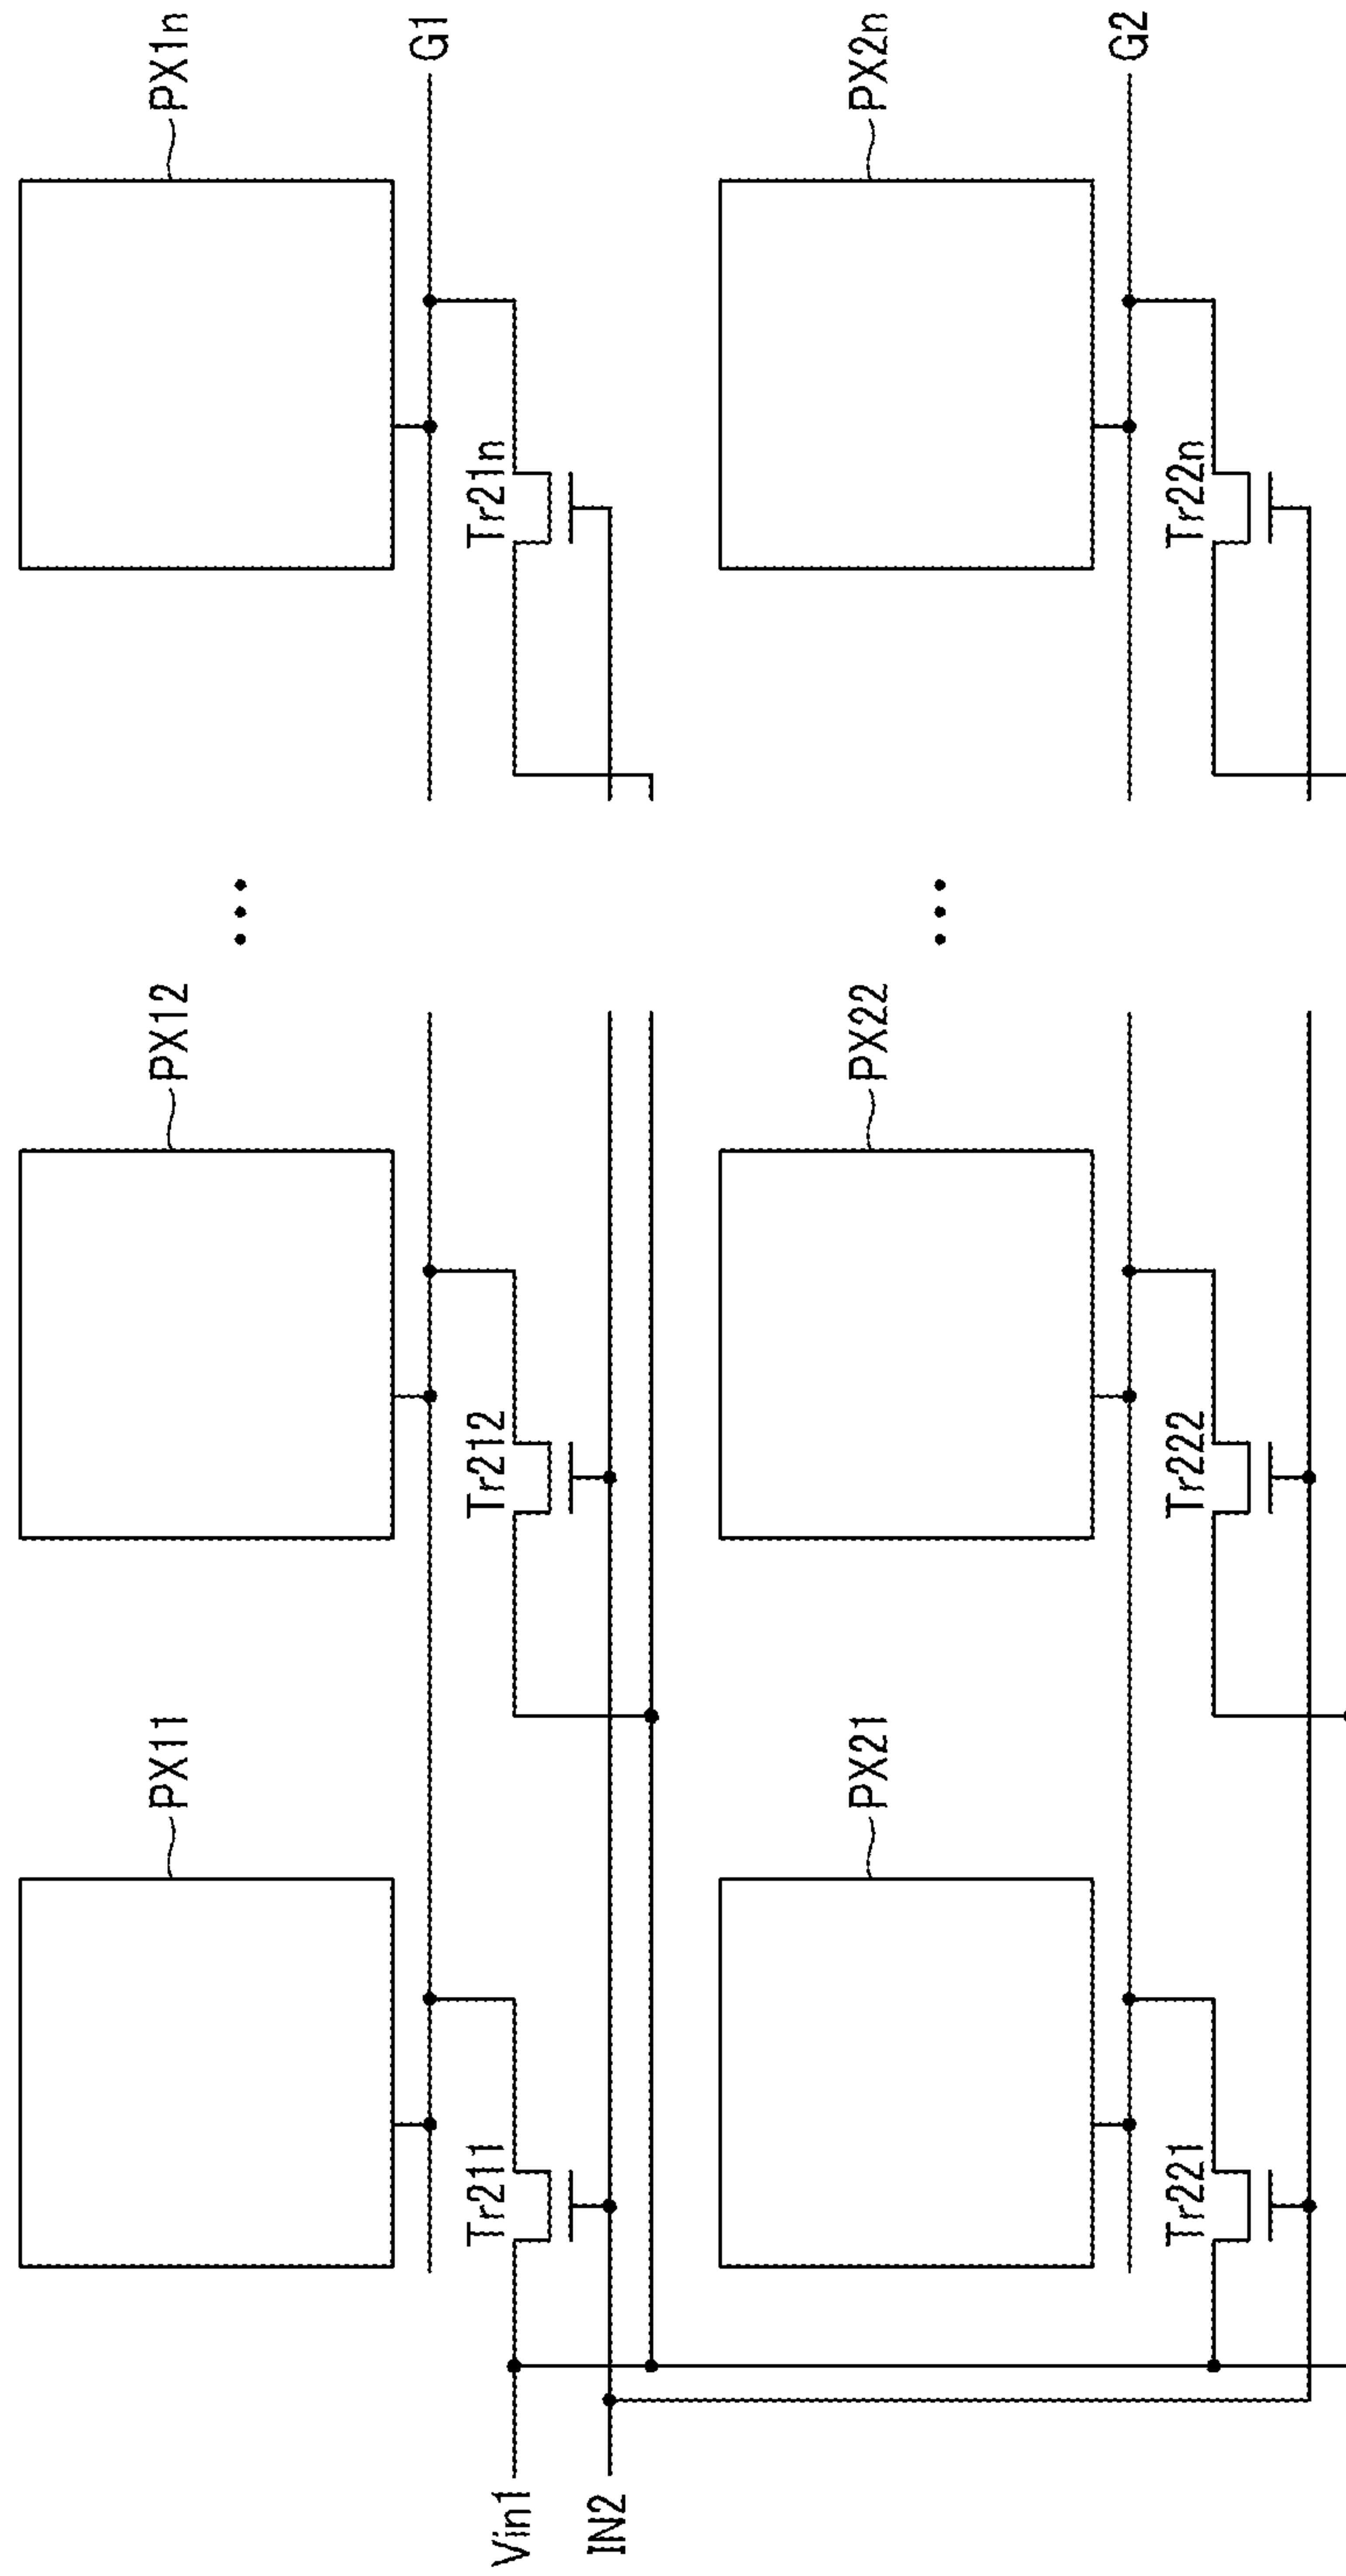 PX11
PX12
PX1n
G1
Tr211
Tr212
Tr21n
Vin1
IN2
PX21
PX22
PX2n
G2
Tr221
Tr222
Tr22n